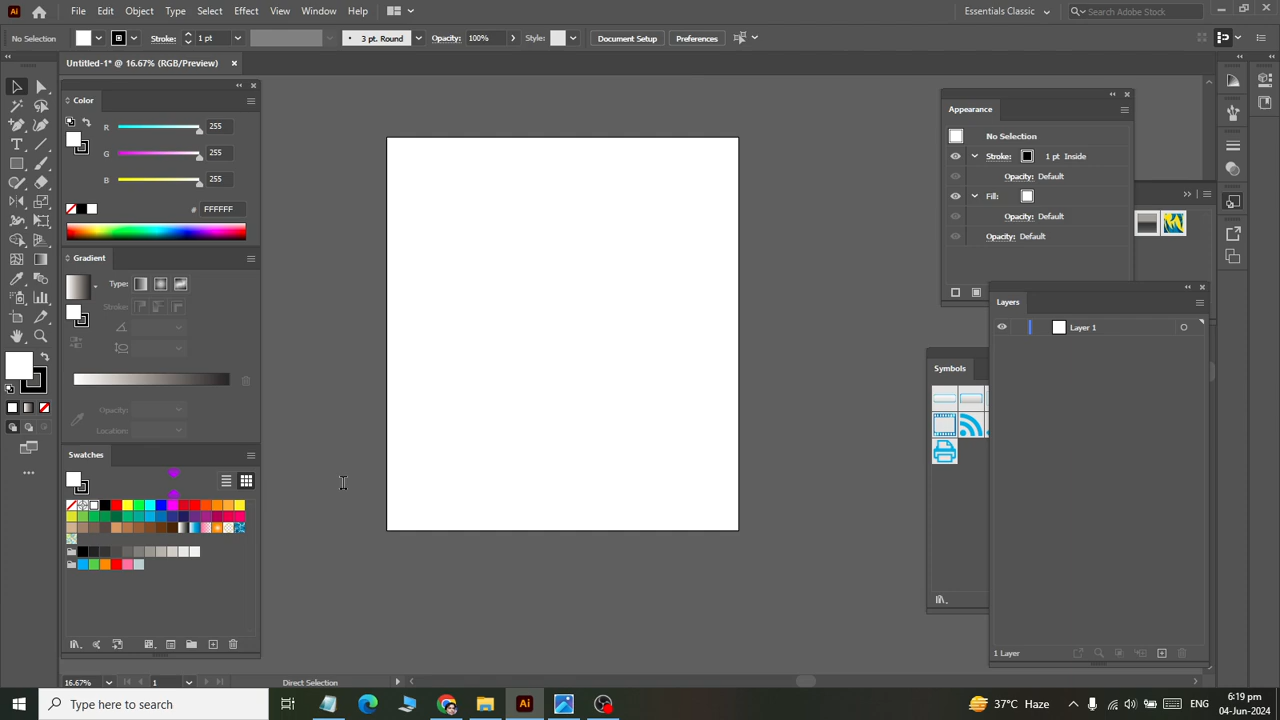 Ai File Edit Object Type Select Effect View Window Help Essentials Classic Search Adobe Stock
No Selection Stroke: 1 pt 3 pt. Round Opacity: 100% Style: Document Setup Preferences
Untitled-1* @ 16.67% (RGB/Preview)
Color
R 255
G 255
B 255
# FFFFFF
Gradient
Type:
Stroke:
Opacity:
Location:
Swatches
Appearance
No Selection
Stroke: 1 pt Inside
Opacity: Default
Fill:
Opacity: Default
Opacity: Default
Layers
Layer 1
1 Layer
Symbols
16.67% 1 Direct Selection
Type here to search
Ai
37°C Haze
ENG
6:19 pm
04-Jun-2024